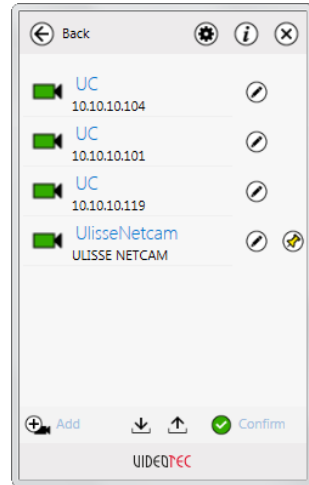 Back
UC
10.10.10.104
UC
10.10.10.101
UC
10.10.10.119
UlisseNetcam
ULISSE NETCAM
Add
Confirm
VIDEOTEC